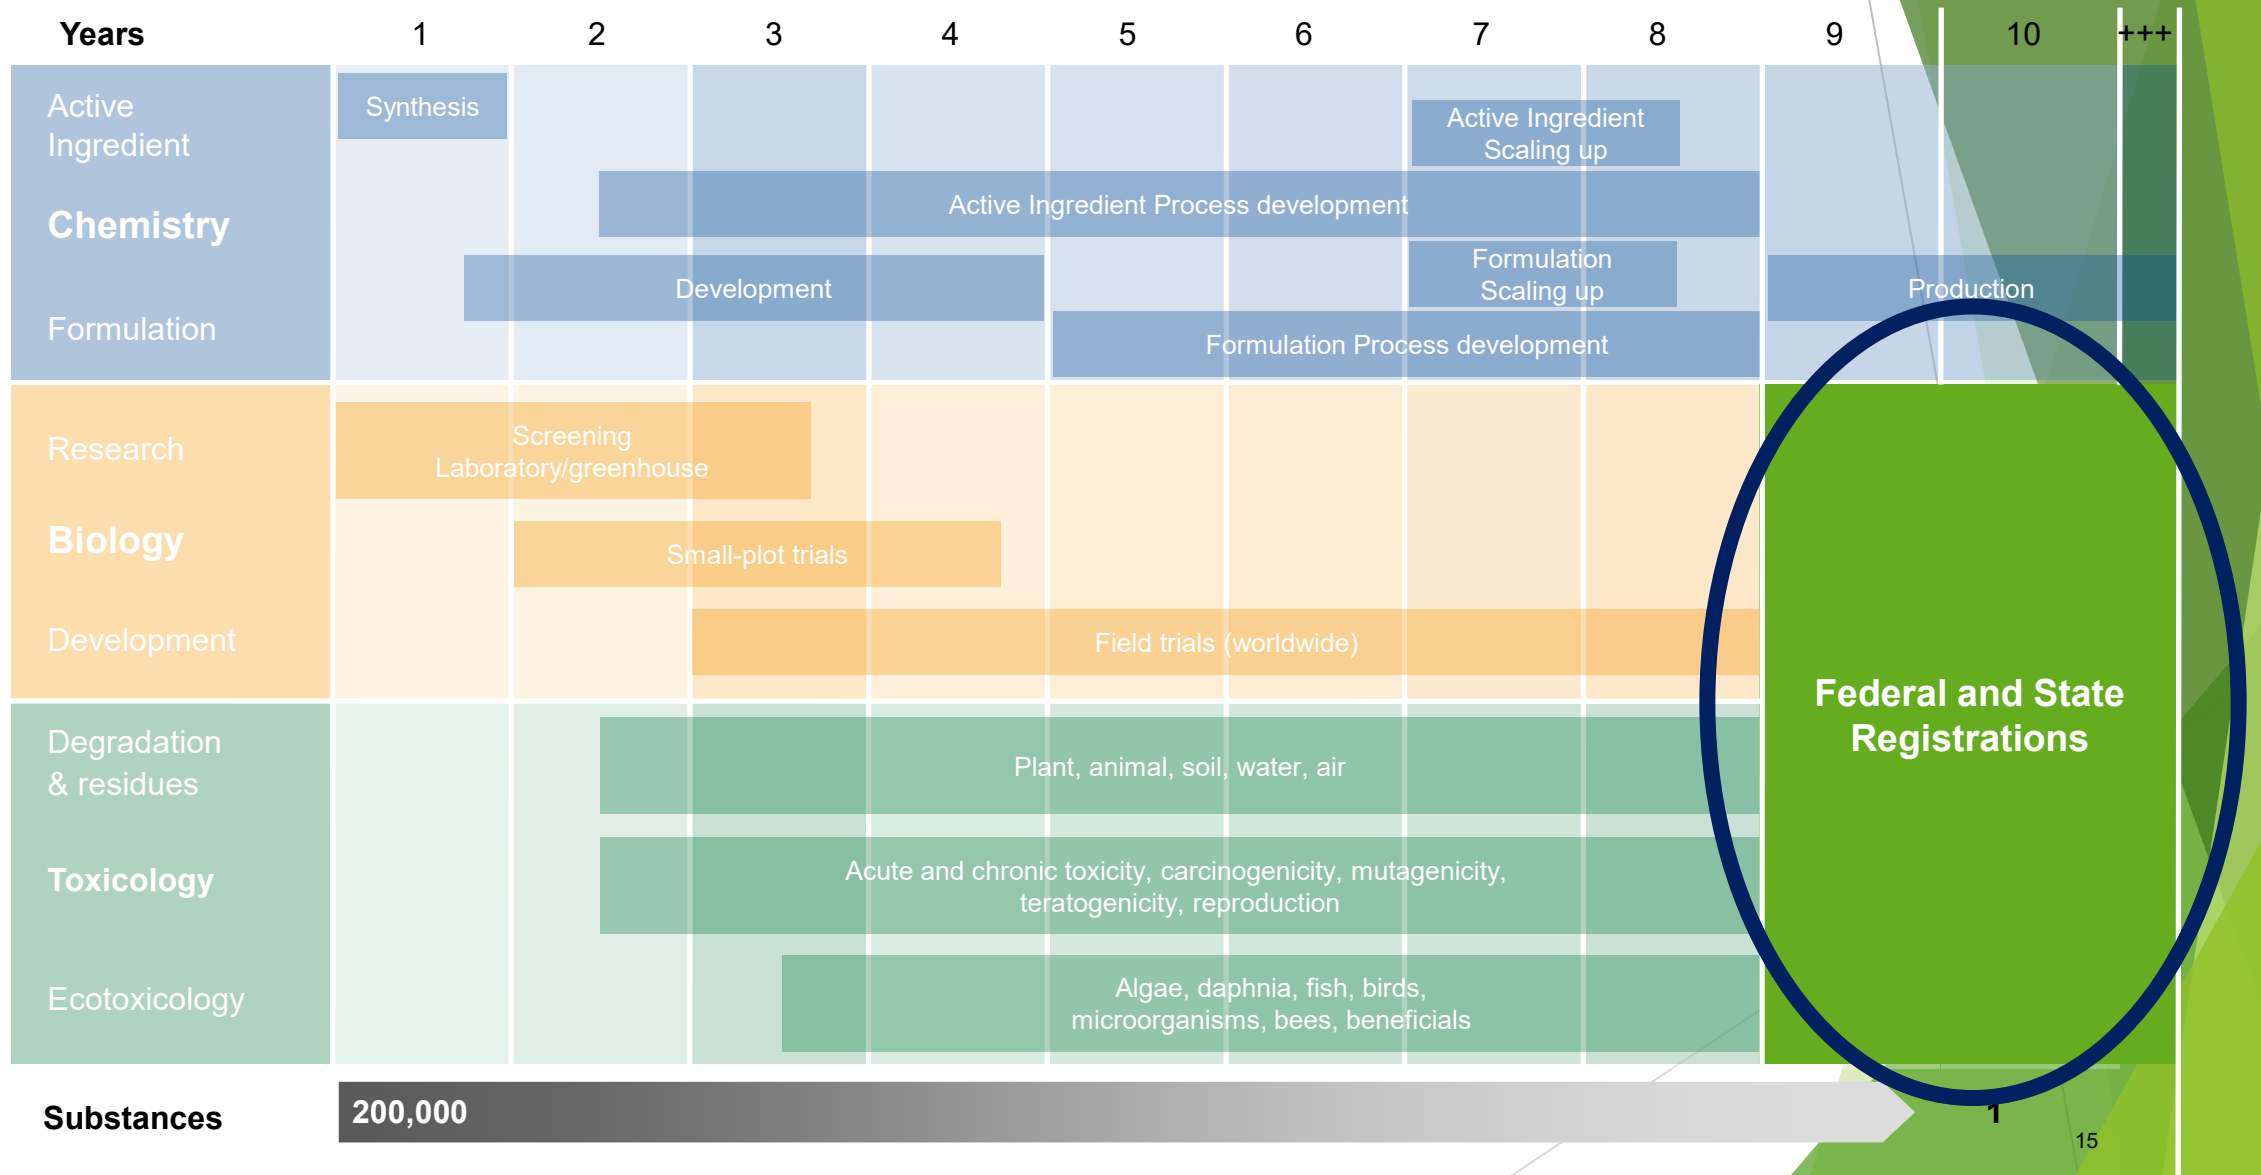 Years 1 2 3 4 5 6 7 8 9 10 +++
Active
Ingredient
Synthesis
Active Ingredient
Scaling up
Chemistry
Active Ingredient Process development
Formulation
Scaling up
Development
Production
Formulation
Formulation Process development
Research
Screening
Laboratory/greenhouse
Biology
Small-plot trials
Development
Field trials (worldwide)
Federal and State
Registrations
Degradation
& residues
Plant, animal, soil, water, air
Toxicology
Acute and chronic toxicity, carcinogenicity, mutagenicity,
teratogenicity, reproduction
Ecotoxicology
Algae, daphnia, fish, birds,
microorganisms, bees, beneficials
Substances
200,000
1
15